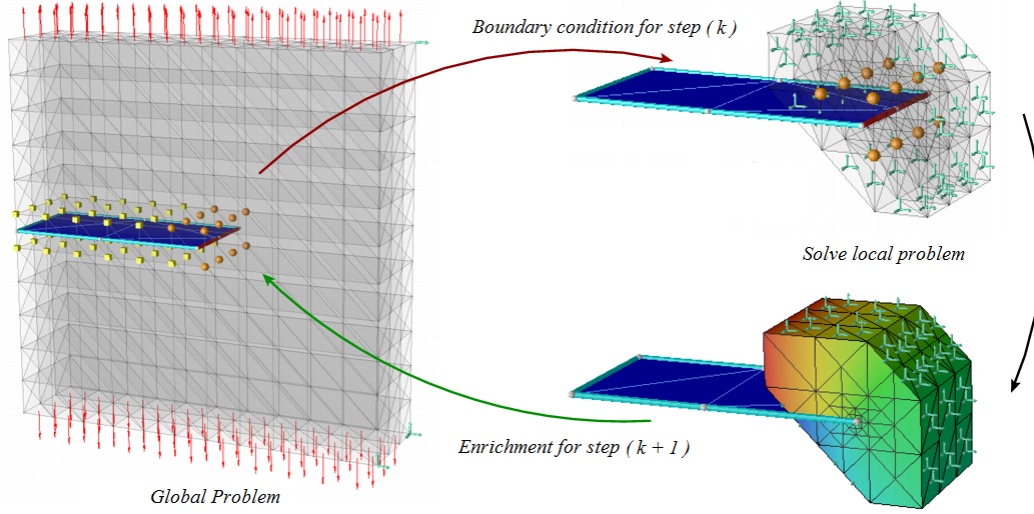 Boundary condition for step ( k )
Solve local problem
Enrichment for step ( k + 1 )
Global Problem